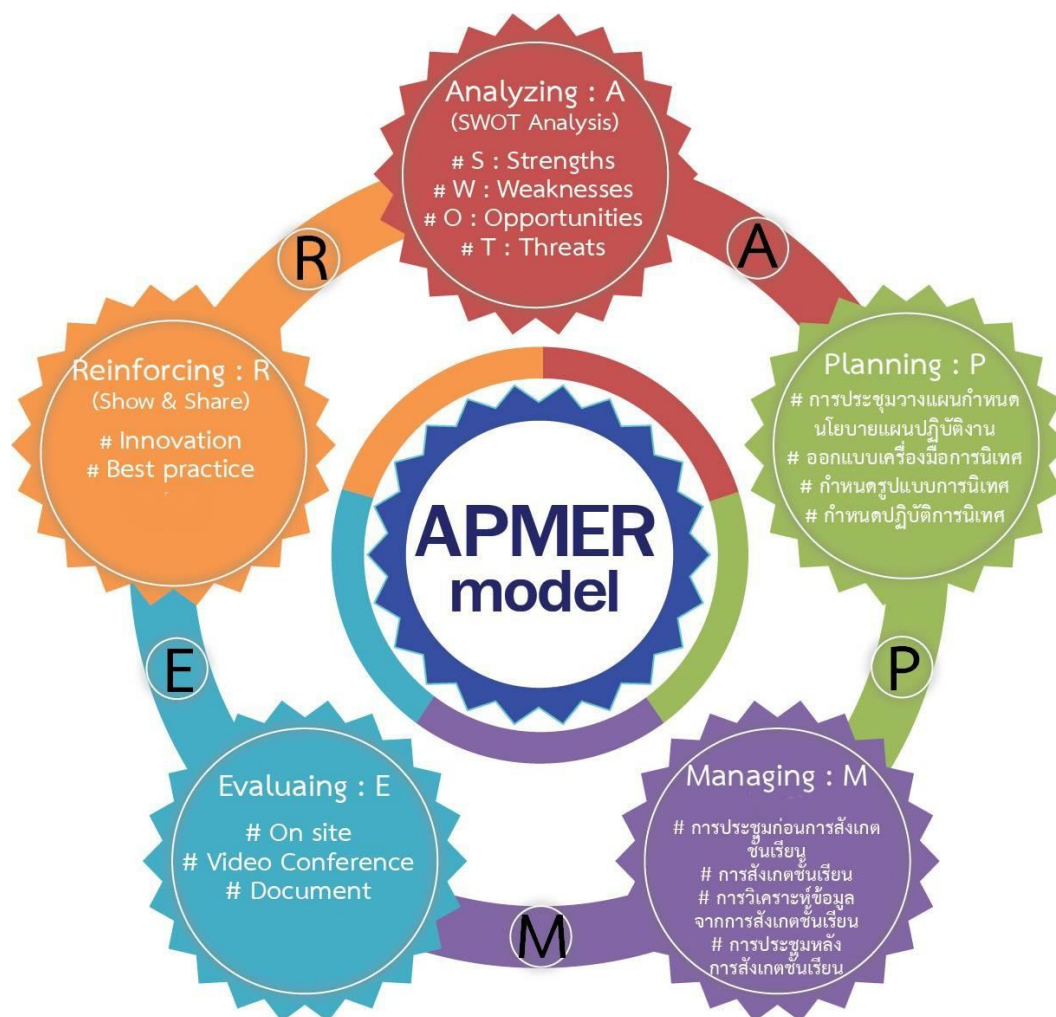 Analyzing : A
(SWOT Analysis)
# S : Strengths
# W : Weaknesses
# O : Opportunities
# T : Threats
R
A
Reinforcing : R
(Show & Share)
# Innovation
# Best practice
Planning : P
# การประชุมวางแผนกำหนด
นโยบายแผนปฏิบัติงาน
# ออกแบบเครื่องมือการนิเทศ
# กำหนดรูปแบบการนิเทศ
# กำหนดปฏิบัติการนิเทศ
APMER
model
E
P
Evaluaing : E
# On site
# Video Conference
# Document
Managing : M
# การประชุมก่อนการสังเกต
ชั้นเรียน
# การสังเกตชั้นเรียน
# การวิเคราะห์ข้อมูล
จากการสังเกตชั้นเรียน
# การประชุมหลัง
การสังเกตชั้นเรียน
M